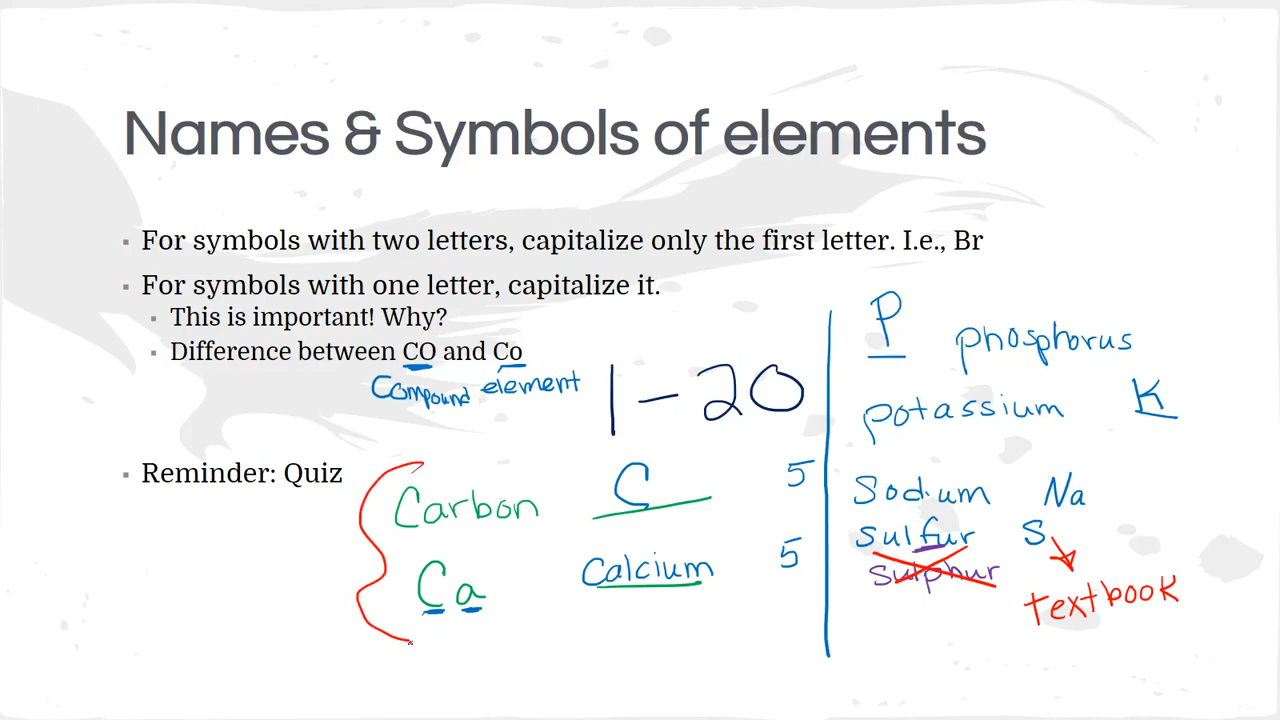 Names & Symbols of elements
For symbols with two letters, capitalize only the first letter. I.e., Br
For symbols with one letter, capitalize it.
This is important! Why?
Difference between CO and Co
Compound element
1 - 20
Reminder: Quiz
Carbon C 5
Ca Calcium 5
P phosphorus
potassium K
Sodium Na
Sulfur S
Sulphur
textbook